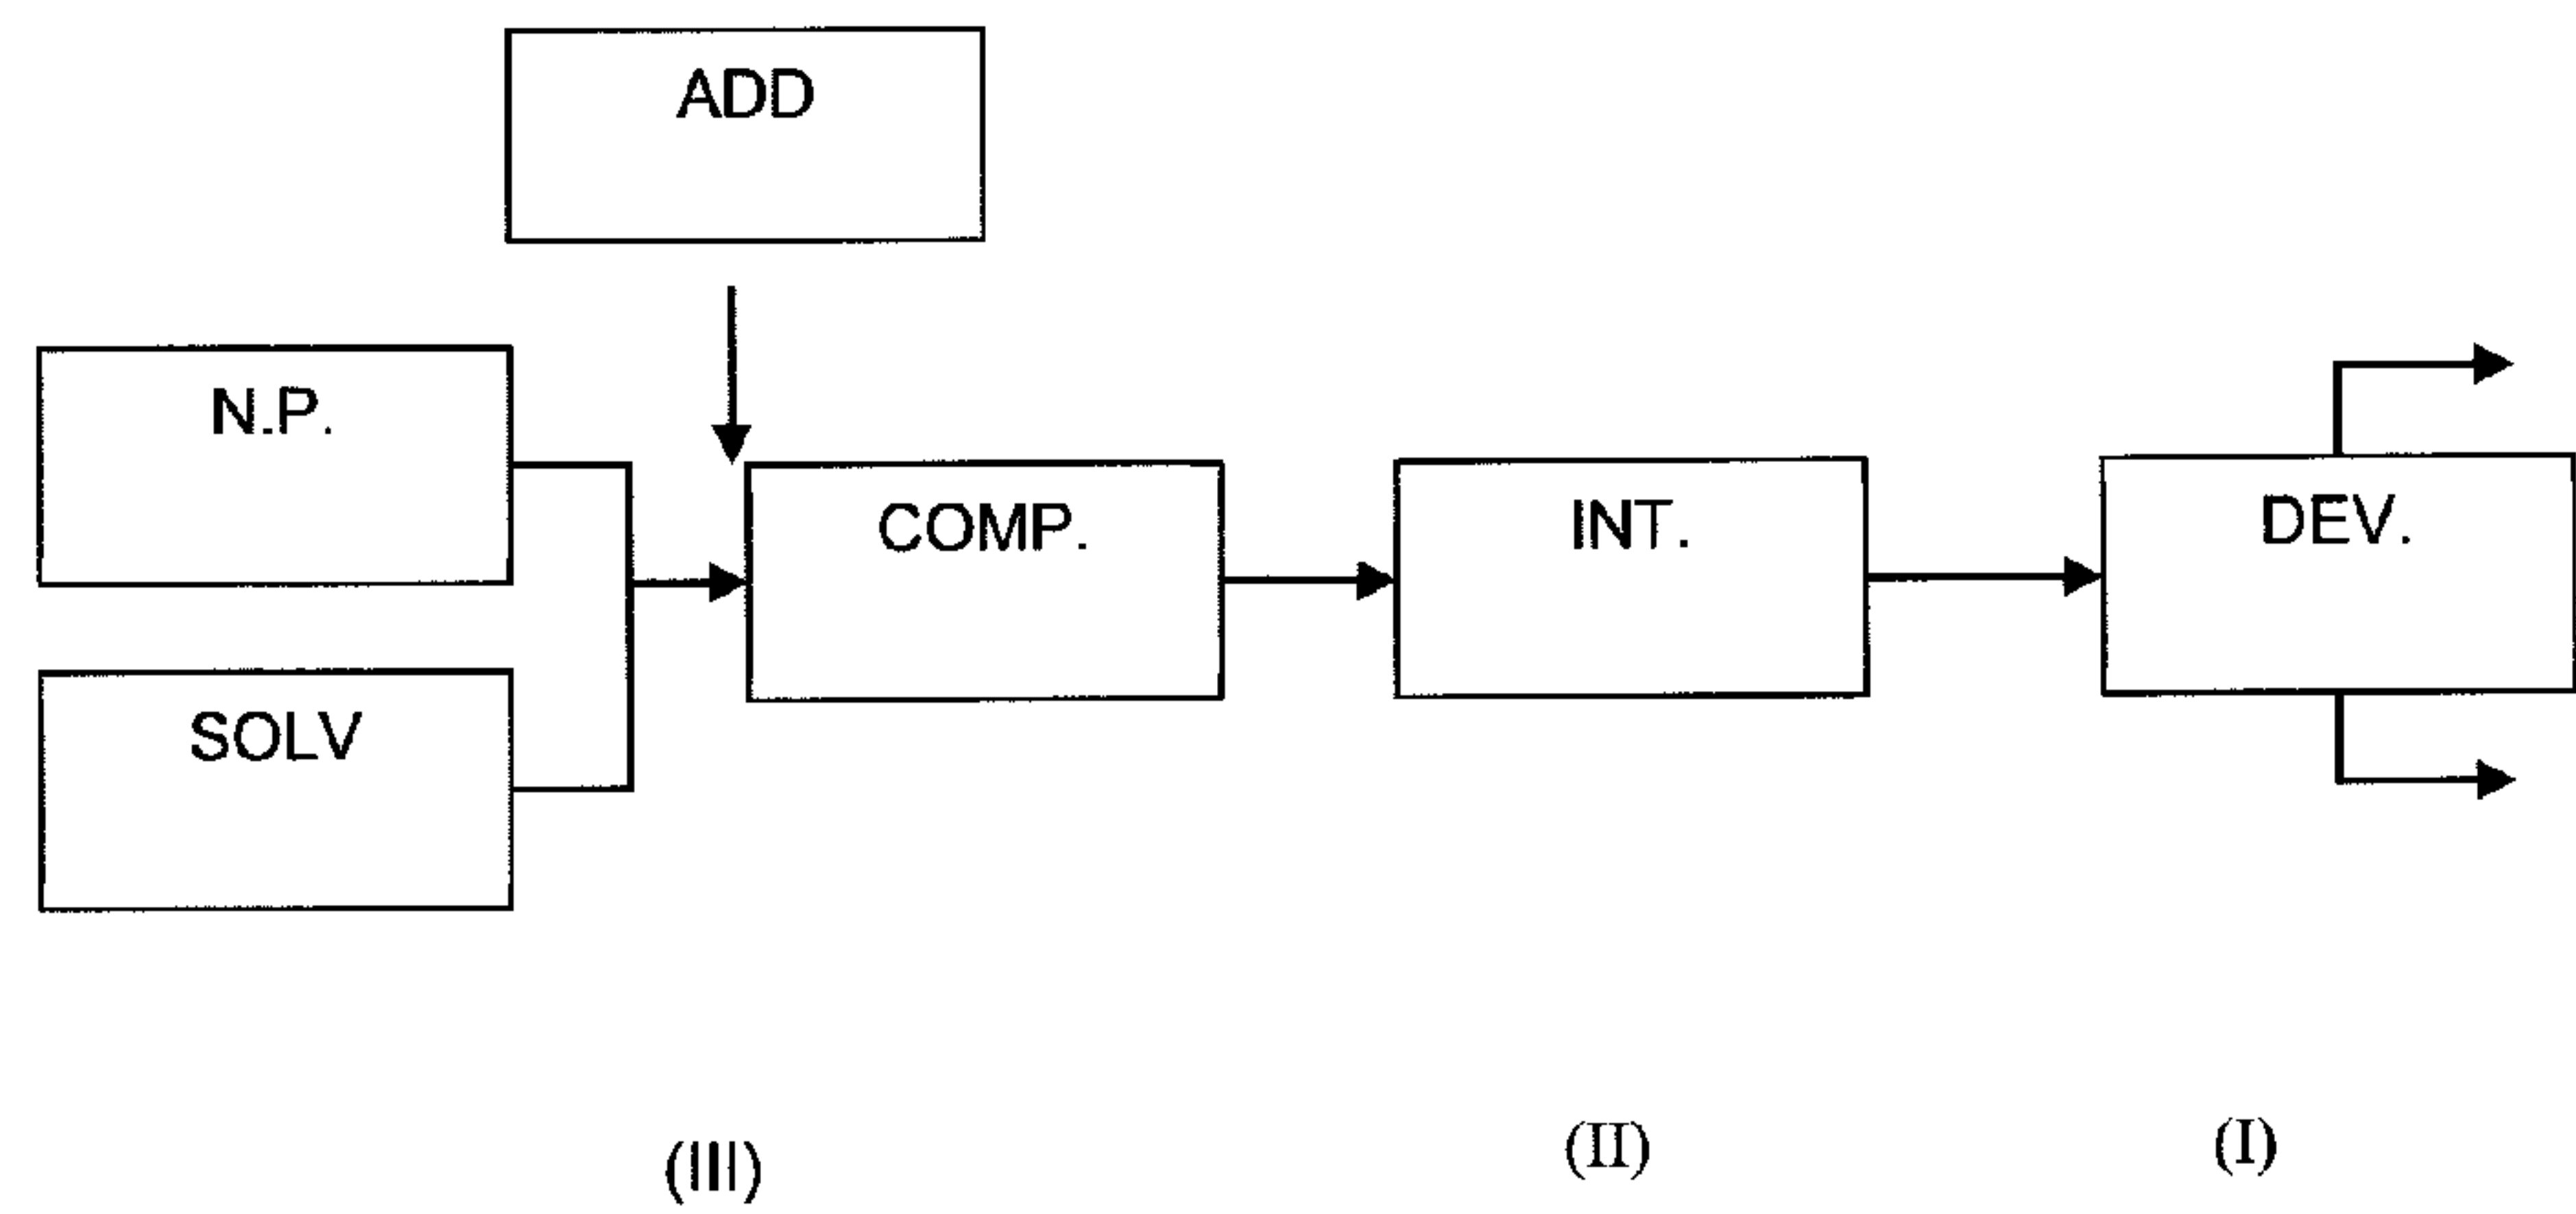 ADD
N.P.
COMP.
INT.
DEV.
SOLV
(III)
(II)
(I)